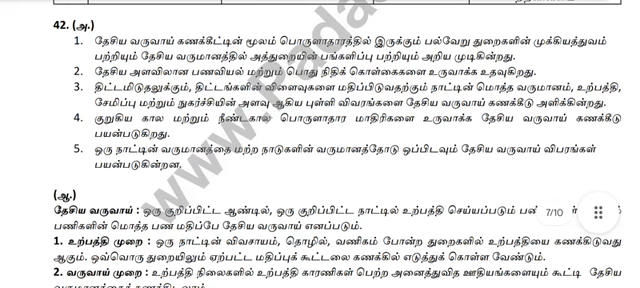 42. (அ.)
1. தேசிய வருவாய் கணக்கீட்டின் மூலம் பொருளாதாரத்தில் இருக்கும் பல்வேறு துறைகளின் முக்கியத்துவம்
பற்றியும் தேசிய வருமானத்தில் அத்துறையின் பங்களிப்பு பற்றியும் அறிய முடிகின்றது.
2. தேசிய அளவிலான பணவியல் மற்றும் பொது நிதிக் கொள்கைகளை உருவாக்க உதவுகிறது.
3. திட்டமிடுதலுக்கும், திட்டங்களின் விளைவுகளை மதிப்பிடுவதற்கும் நாட்டின் மொத்த வருமானம், உற்பத்தி,
சேமிப்பு மற்றும் நுகர்ச்சியின் அளவு ஆகிய புள்ளி விவரங்களை தேசிய வருவாய் கணக்கீடு அளிக்கின்றது.
4. குறுகிய கால மற்றும் நீண்டகால பொருளாதார மாதிரிகளை உருவாக்க தேசிய வருவாய் கணக்கீடு
பயன்படுகிறது.
5. ஒரு நாட்டின் வருமானத்தை மற்ற நாடுகளின் வருமானத்தோடு ஒப்பிடவும் தேசிய வருவாய் விபரங்கள்
பயன்படுகின்றன.
(ஆ.)
தேசிய வருவாய் : ஒரு குறிப்பிட்ட ஆண்டில், ஒரு குறிப்பிட்ட நாட்டில் உற்பத்தி செய்யப்படும் 7/10
பணிகளின் மொத்த பண மதிப்பே தேசிய வருவாய் எனப்படும்.
1. உற்பத்தி முறை : ஒரு நாட்டின் விவசாயம், தொழில், வணிகம் போன்ற துறைகளில் உற்பத்தியை கணக்கிடுவது
ஆகும். ஒவ்வொரு துறையிலும் ஏற்பட்ட மதிப்புக் கூட்டலை கணக்கில் எடுத்துக் கொள்ள வேண்டும்.
2. வருவாய் முறை : உற்பத்தி நிலைகளில் உற்பத்தி காரணிகள் பெற்ற அனைத்துவித ஊதியங்களையும் கூட்டி தேசிய